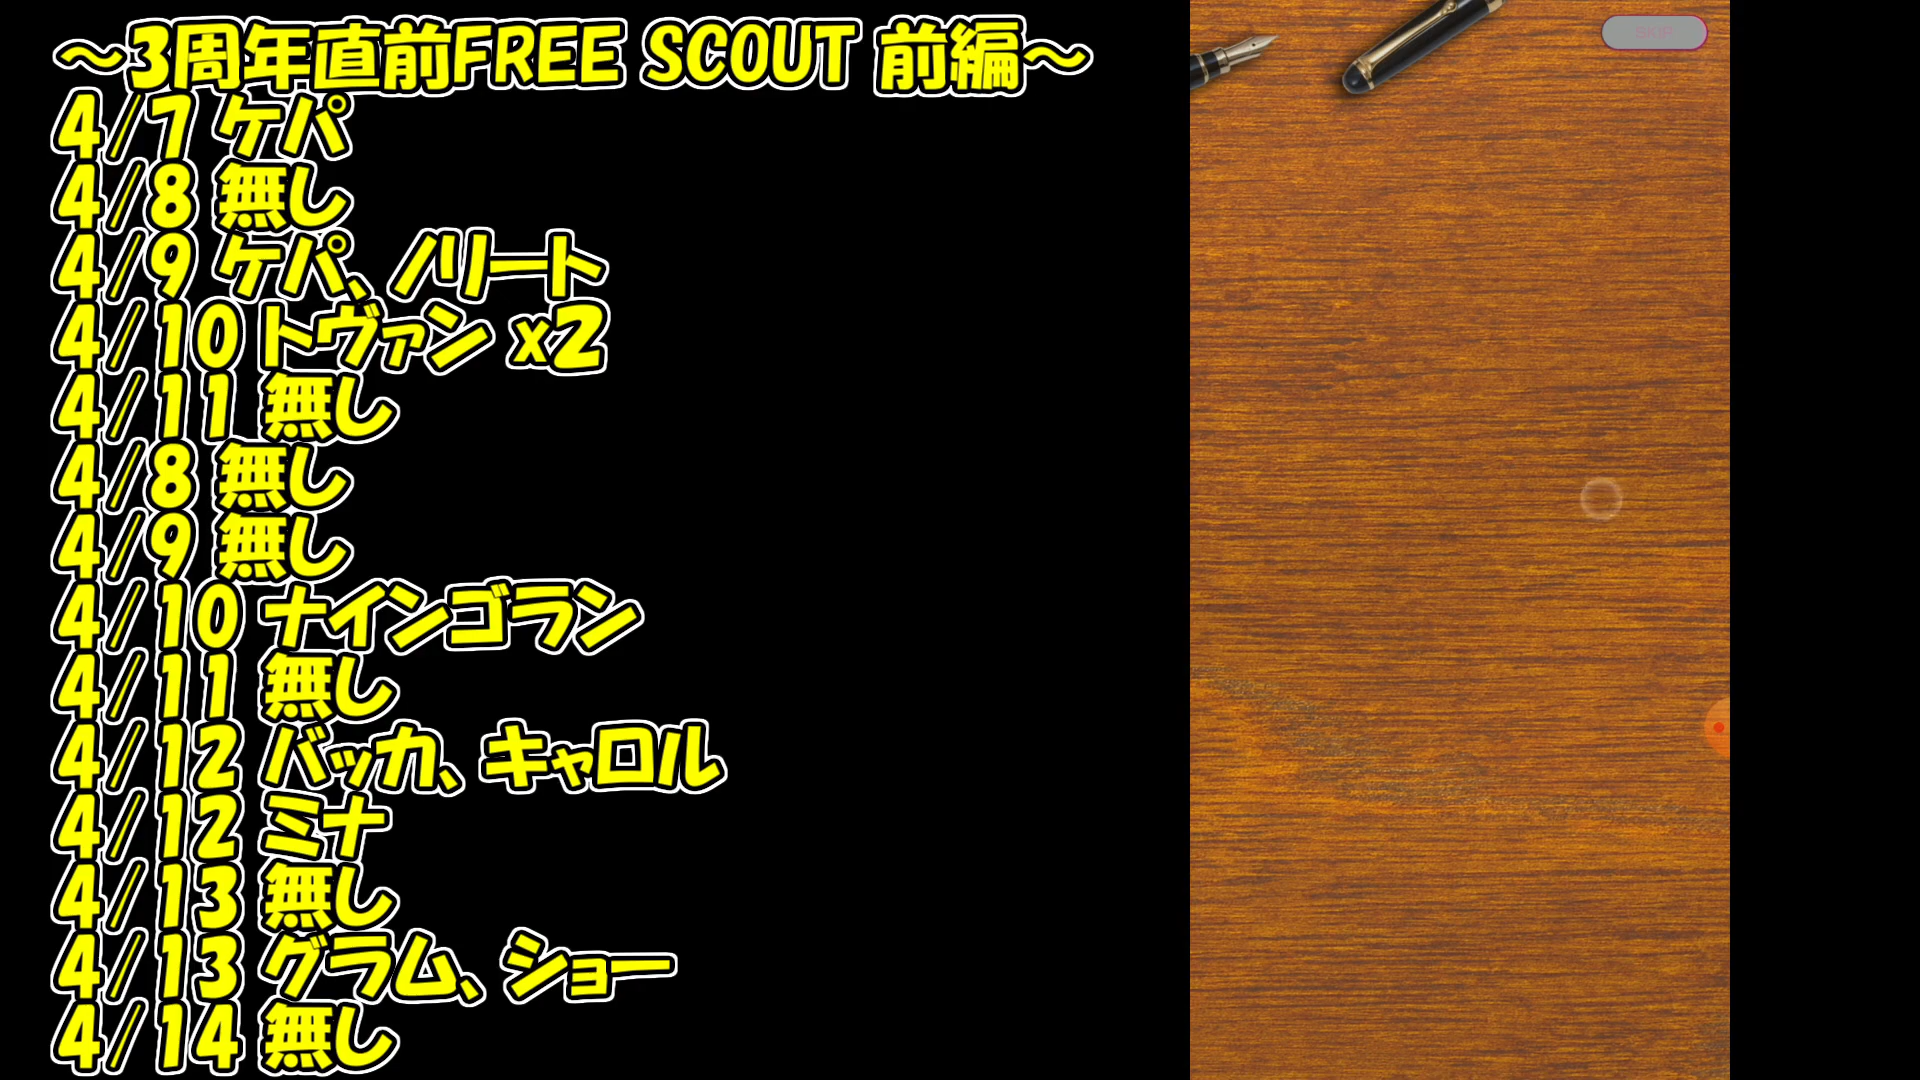 ～3周年直前FREE SCOUT 前編～
4/7 ケパ
4/8 無し
4/9 ケパ、ノリート
4/10 トヴァン x2
4/11 無し
4/8 無し
4/9 無し
4/10 ナインゴラン
4/11 無し
4/12 バッカ、キャロル
4/12 ミナ
4/13 無し
4/13 グラム、ショー
4/14 無し
SKIP